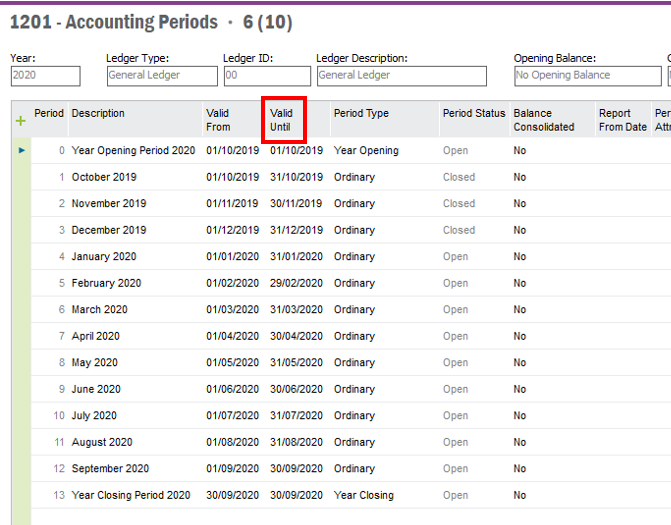 1201 - Accounting Periods · 6 (10)
Year: Ledger Type: Ledger ID: Ledger Description: Opening Balance:
2020 General Ledger 00 General Ledger No Opening Balance
Period Description Valid From Valid Until Period Type Period Status Balance Consolidated Report From Date
0 Year Opening Period 2020 01/10/2019 01/10/2019 Year Opening Open No
1 October 2019 01/10/2019 31/10/2019 Ordinary Closed No
2 November 2019 01/11/2019 30/11/2019 Ordinary Closed No
3 December 2019 01/12/2019 31/12/2019 Ordinary Closed No
4 January 2020 01/01/2020 31/01/2020 Ordinary Open No
5 February 2020 01/02/2020 29/02/2020 Ordinary Open No
6 March 2020 01/03/2020 31/03/2020 Ordinary Open No
7 April 2020 01/04/2020 30/04/2020 Ordinary Open No
8 May 2020 01/05/2020 31/05/2020 Ordinary Open No
9 June 2020 01/06/2020 30/06/2020 Ordinary Open No
10 July 2020 01/07/2020 31/07/2020 Ordinary Open No
11 August 2020 01/08/2020 31/08/2020 Ordinary Open No
12 September 2020 01/09/2020 30/09/2020 Ordinary Open No
13 Year Closing Period 2020 30/09/2020 30/09/2020 Year Closing Open No